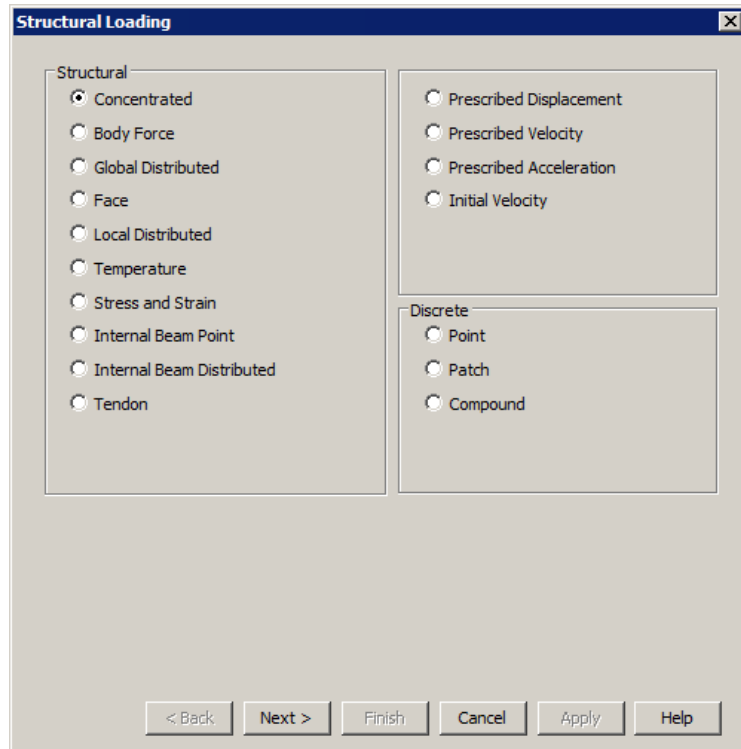 Structural Loading
Structural
Concentrated
Body Force
Global Distributed
Face
Local Distributed
Temperature
Stress and Strain
Internal Beam Point
Internal Beam Distributed
Tendon
Prescribed Displacement
Prescribed Velocity
Prescribed Acceleration
Initial Velocity
Discrete
Point
Patch
Compound
< Back Next > Finish Cancel Apply Help